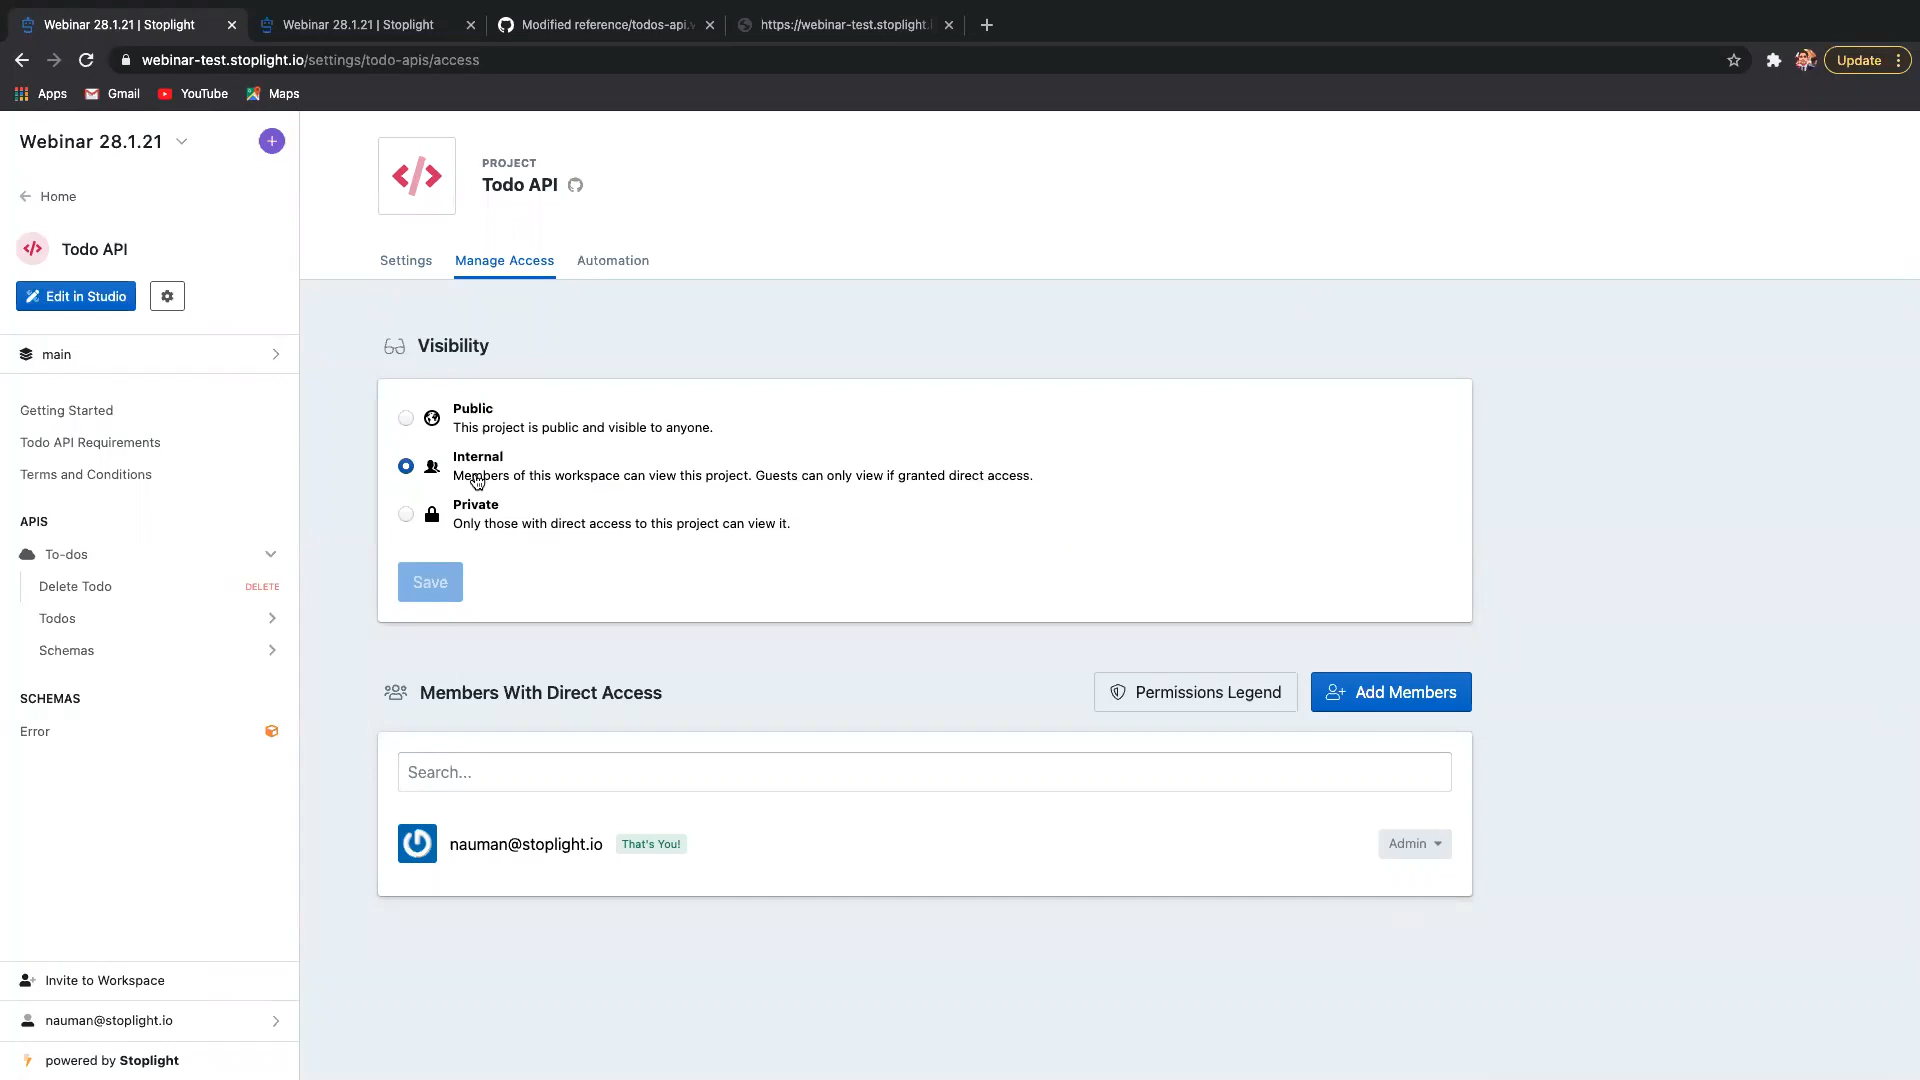 Webinar 28.1.21 | Stoplight
Webinar 28.1.21 | Stoplight
Modified reference/todos-api.
https://webinar-test.stoplight.
webinar-test.stoplight.io/settings/todo-apis/access
Update
Apps
Gmail
YouTube
Maps
Webinar 28.1.21
Home
Todo API
Edit in Studio
main
Getting Started
Todo API Requirements
Terms and Conditions
APIS
To-dos
Delete Todo DELETE
Todos
Schemas
SCHEMAS
Error
Invite to Workspace
nauman@stoplight.io
powered by Stoplight
PROJECT
Todo API
Settings Manage Access Automation
Visibility
Public
This project is public and visible to anyone.
Internal
Members of this workspace can view this project. Guests can only view if granted direct access.
Private
Only those with direct access to this project can view it.
Save
Members With Direct Access
Permissions Legend
Add Members
Search...
nauman@stoplight.io That's You! Admin